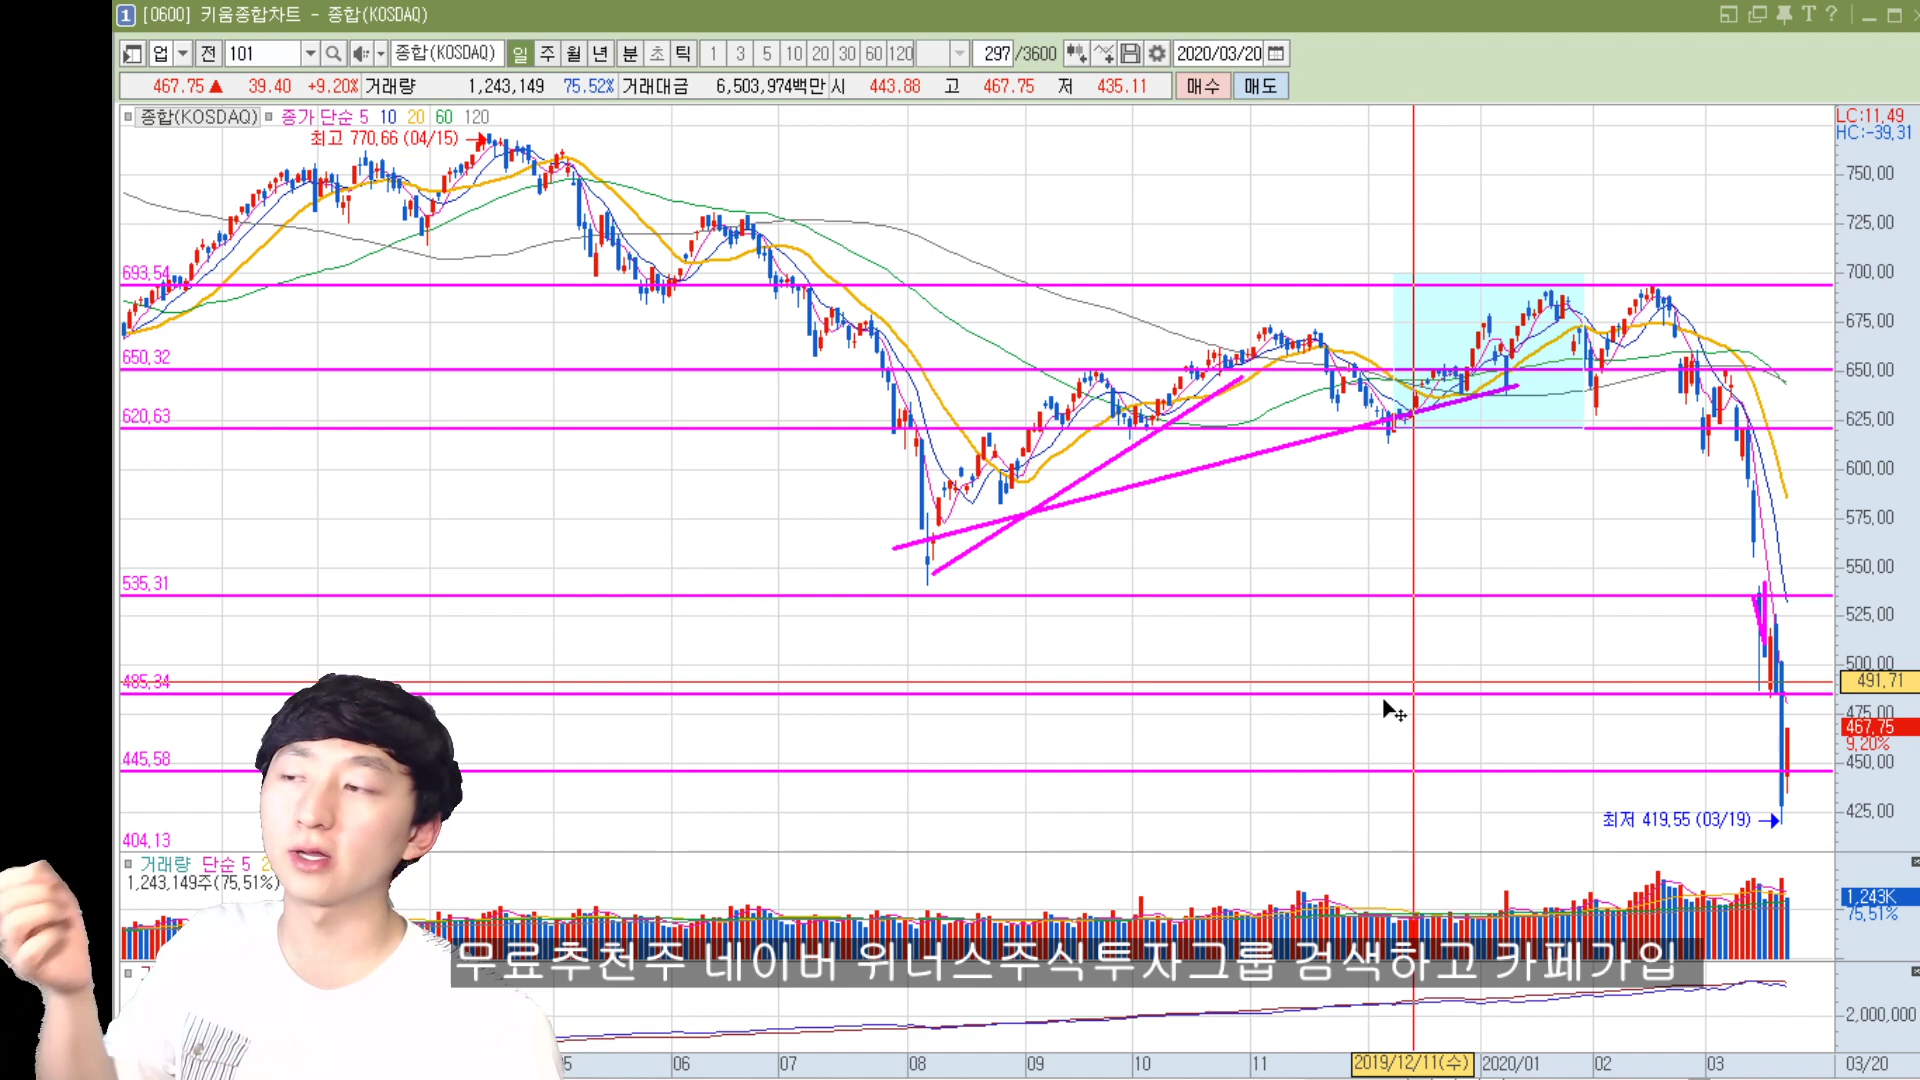 1 [0600] 키움종합차트 - 종합(KOSDAQ) T ?
업 전 101 종합(KOSDAQ) 일 주 월 년 분 초 틱 1 3 5 10 20 30 60 120 297 /3600 2020/03/20
467.75 ▲ 39.40 +9.20% 거래량 1,243,149 75.52% 거래대금 6,503,974백만 시 443.88 고 467.75 저 435.11 매수 매도
종합(KOSDAQ) 종가 단순 5 10 20 60 120
LC:11.49
HC:-39.31
최고 770.66 (04/15)
750.00
725.00
700.00
693.54
675.00
650.32
650.00
620.63
625.00
600.00
575.00
550.00
535.31
525.00
500.00
485.34
491.71
475.00
467.75
9.20%
445.58
450.00
최저 419.55 (03/19)
425.00
404.13
거래량 단순 5 2
1,243,149주(75.51%)
1,243K
75.51%
무료추천주 네이버 위너스주식투자그룹 검색하고 카페가입
2,000,000
5 06 07 08 09 10 11 2019/12/11(수) 2020/01 02 03 03/20